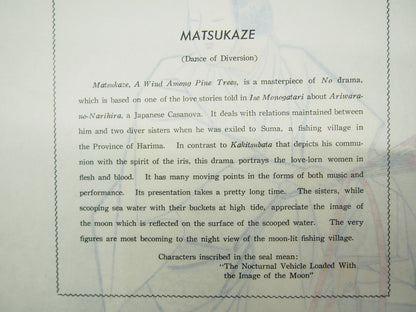 MATSUKAZE
(Dance of Diversion)
Matsukaze, A Wind Among Pine Trees, is a masterpiece of No drama,
which is based on one of the love stories told in Ise Monogatari about Ariwara-
no-Narihira, a Japanese Casanova. It deals with relations maintained between
him and two diver sisters when he was exiled to Suma, a fishing village in
the Province of Harima. In contrast to Kakitsubata that depicts his commu-
nion with the spirit of the iris, this drama portrays the love-lorn women in
flesh and blood. It has many moving points in the forms of both music and
performance. Its presentation takes a pretty long time. The sisters, while
scooping sea water with their buckets at high tide, appreciate the image of
the moon which is reflected on the surface of the scooped water. The very
figures are most becoming to the night view of the moon-lit fishing village.
Characters inscribed in the seal mean:
"The Nocturnal Vehicle Loaded With
the Image of the Moon"